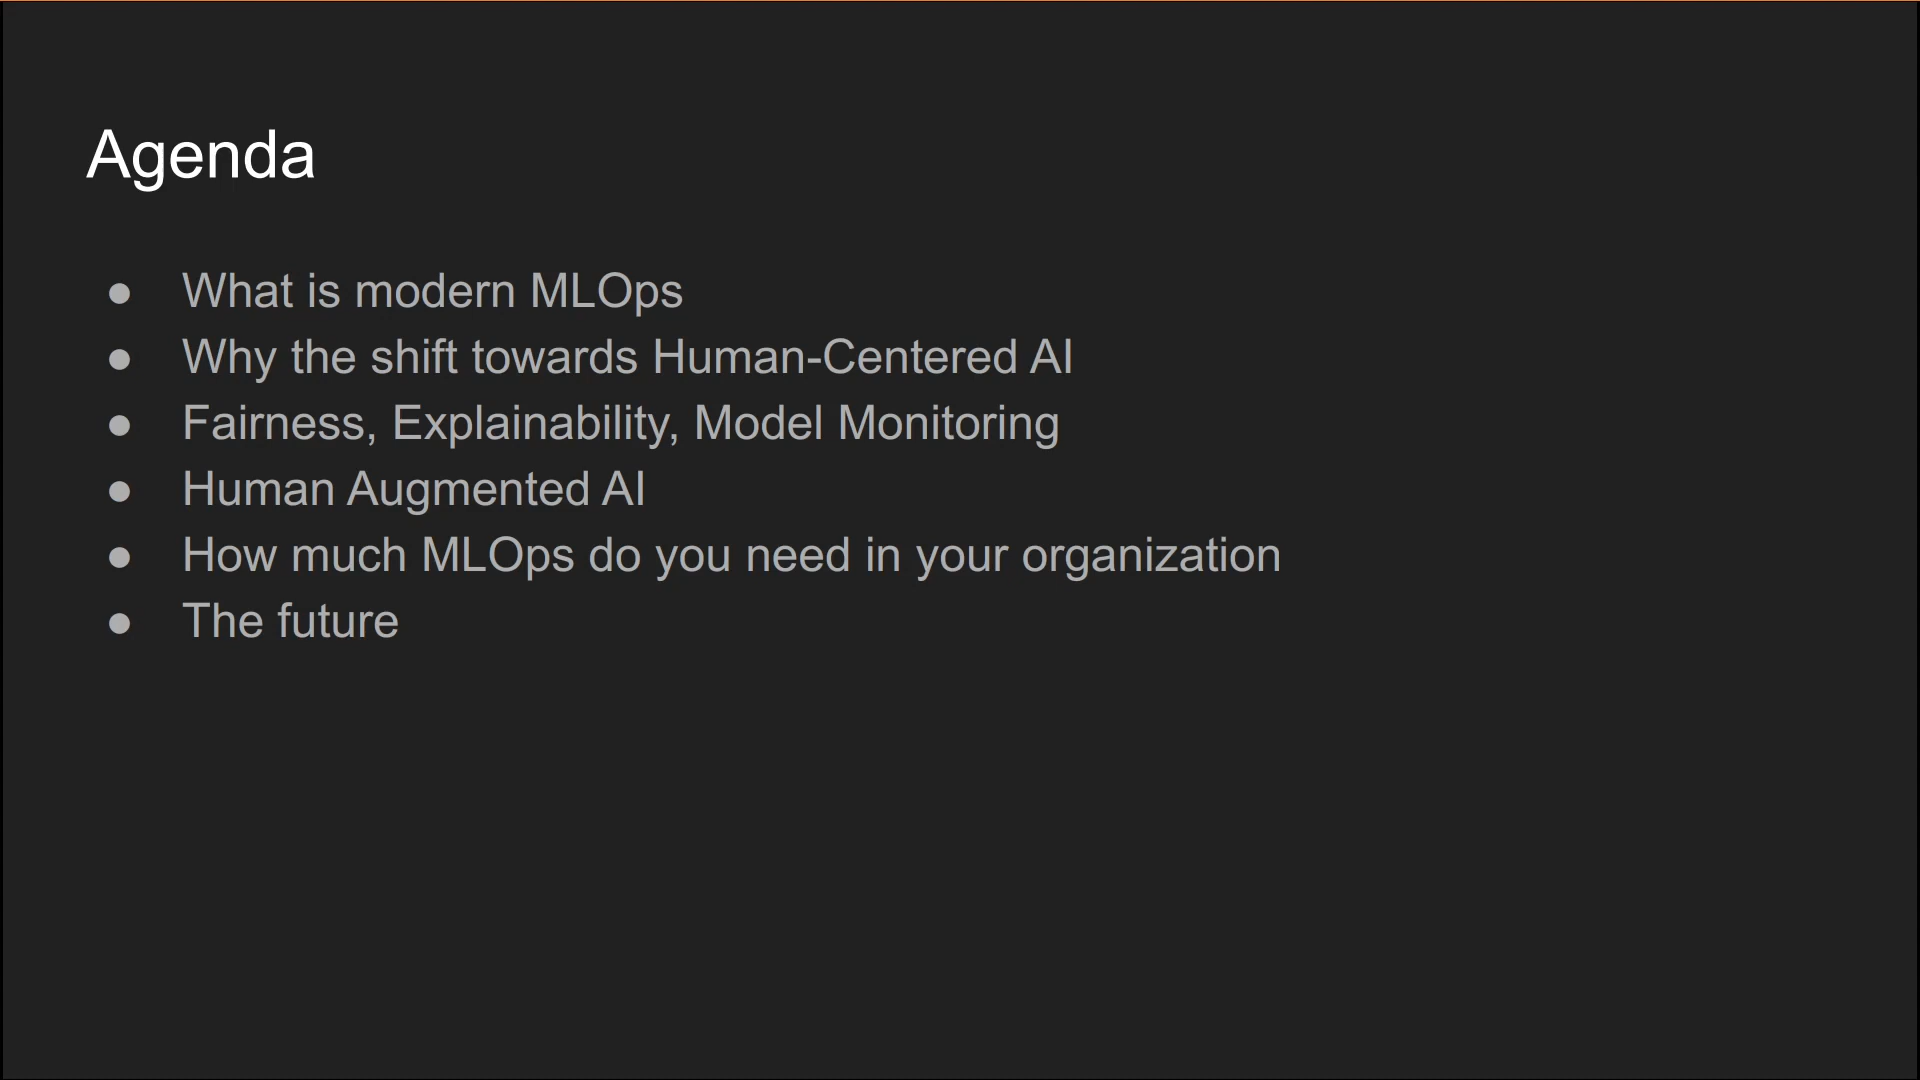 Agenda
● What is modern MLOps
● Why the shift towards Human-Centered AI
● Fairness, Explainability, Model Monitoring
● Human Augmented AI
● How much MLOps do you need in your organization
● The future